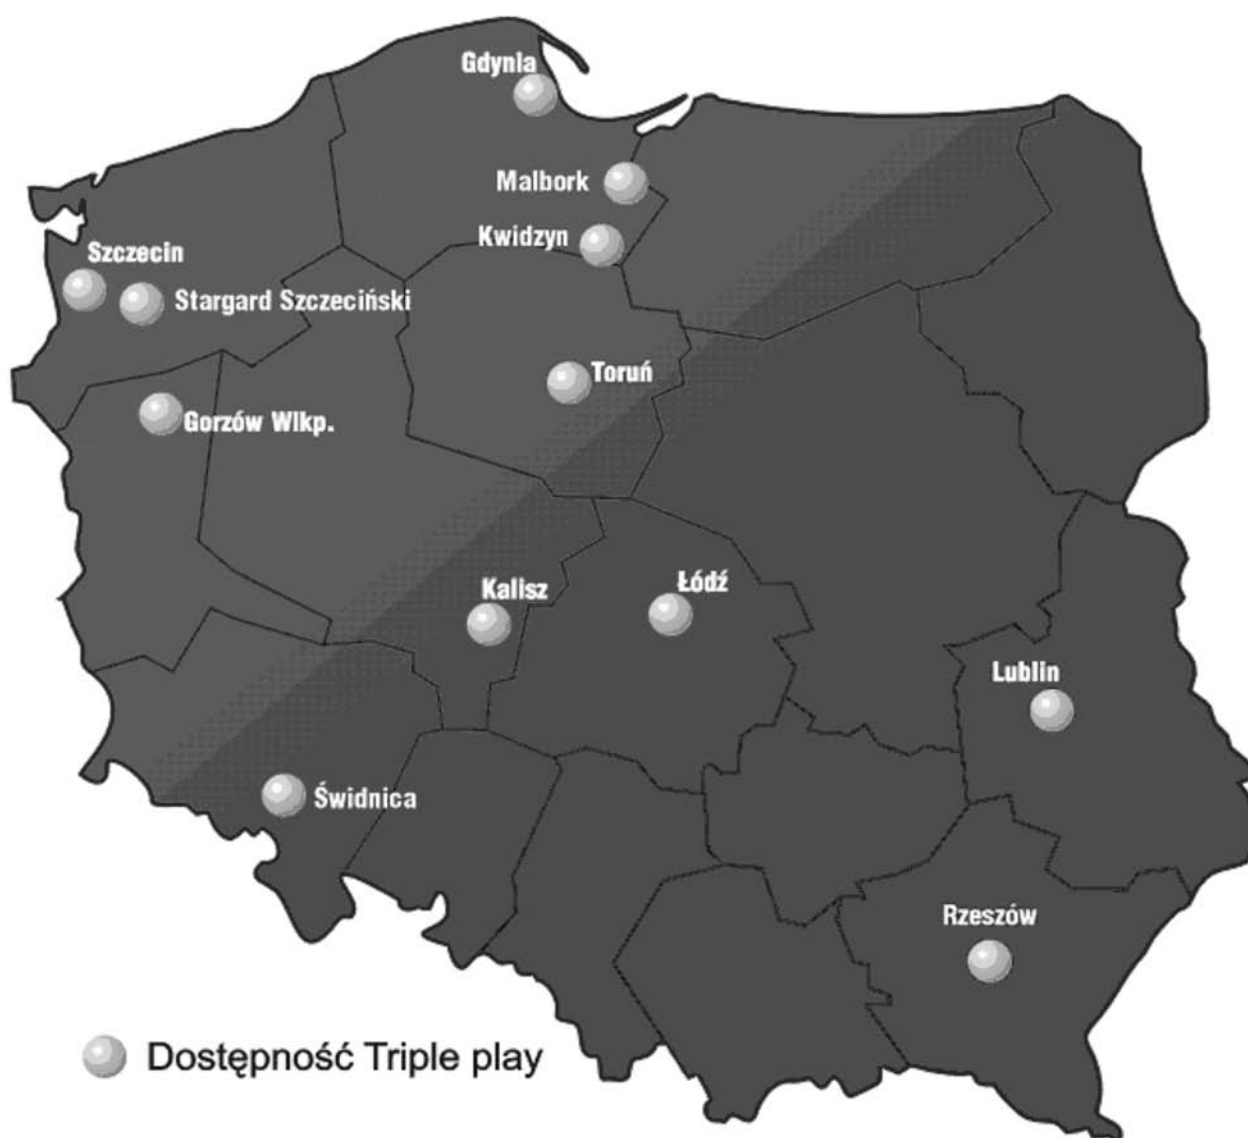 Gdynia
Malbork
Kwidzyn
Szczecin
Stargard Szczeciński
Toruń
Gorzów Wlkp.
Kalisz
Łódź
Lublin
Świdnica
Rzeszów
Dostępność Triple play